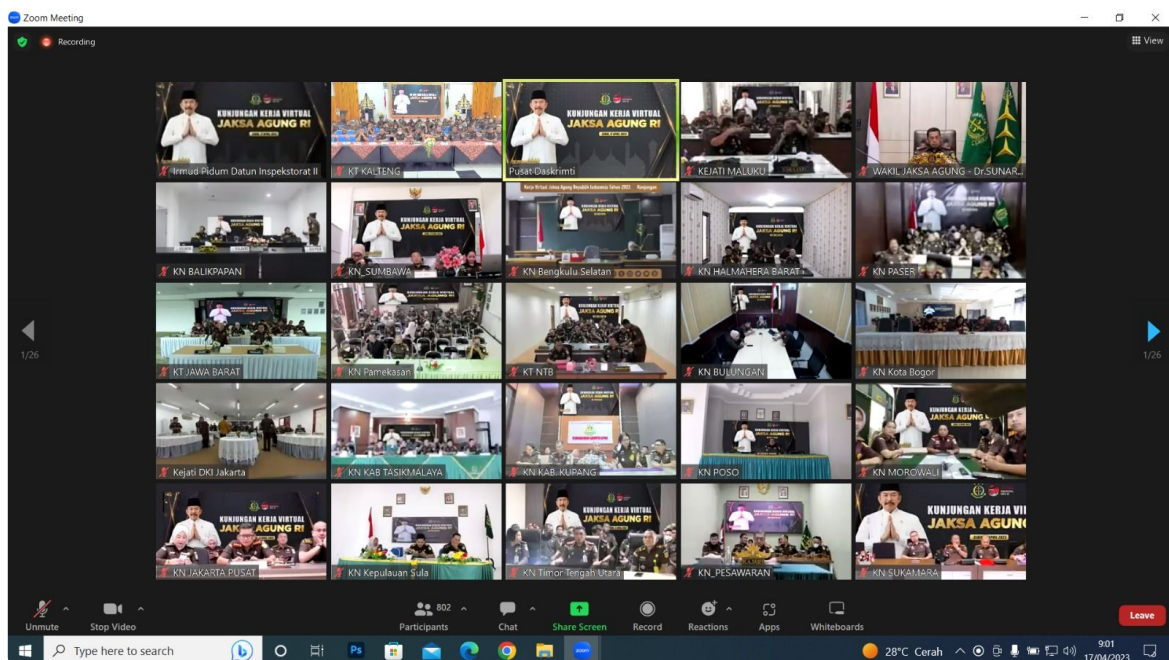 Zoom Meeting
Recording
View
KUNJUNGAN KERJA VIRTUAL
JAKSA AGUNG RI
Irmud Pidum Datun Inspekstorat II
KT KALTENG
KUNJUNGAN KERJA VIRTUAL
JAKSA AGUNG RI
Pusat Daskrimti
KEJATI MALUKU
WAKIL JAKSA AGUNG - Dr.SUNAR...
KN BALIKPAPAN
KUNJUNGAN KERJA VIRTUAL
JAKSA AGUNG RI
KN_SUMBAWA
KN Bengkulu Selatan
KN HALMAHERA BARAT
KN PASER
KT JAWA BARAT
KN Pamekasan
KT NTB
KN BULUNGAN
KN Kota Bogor
1/26
1/26
Kejati DKI Jakarta
KN KAB TASIKMALAYA
KN KAB. KUPANG
KN POSO
KN MOROWALI
KUNJUNGAN KERJA VIRTUAL
JAKSA AGUNG RI
KN JAKARTA PUSAT
KN Kepulauan Sula
KUNJUNGAN KERJA VIRTUAL
JAKSA AGUNG RI
KN Timor Tengah Utara
KN_PESAWARAN
KUNJUNGAN KERJA VI
JAKSA AGUN
KN SUKAMARA
Unmute
Stop Video
802
Participants
Chat
Share Screen
Record
Reactions
Apps
Whiteboards
Leave
Type here to search
Ps
zoom
28°C Cerah
9:01
17/04/2023